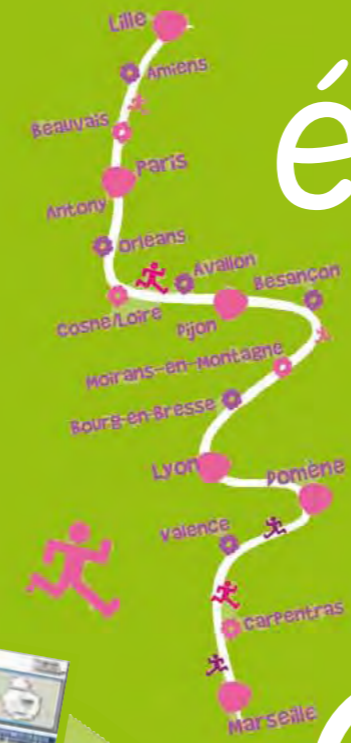 Lille
Amiens
Beauvais
Paris
Antony
Orleans
Avallon
Besançon
Cosne/Loire
Dijon
Moirans-en-Montagne
Bourg-en-Bresse
Lyon
Domène
Valence
Carpentras
Marseille
é